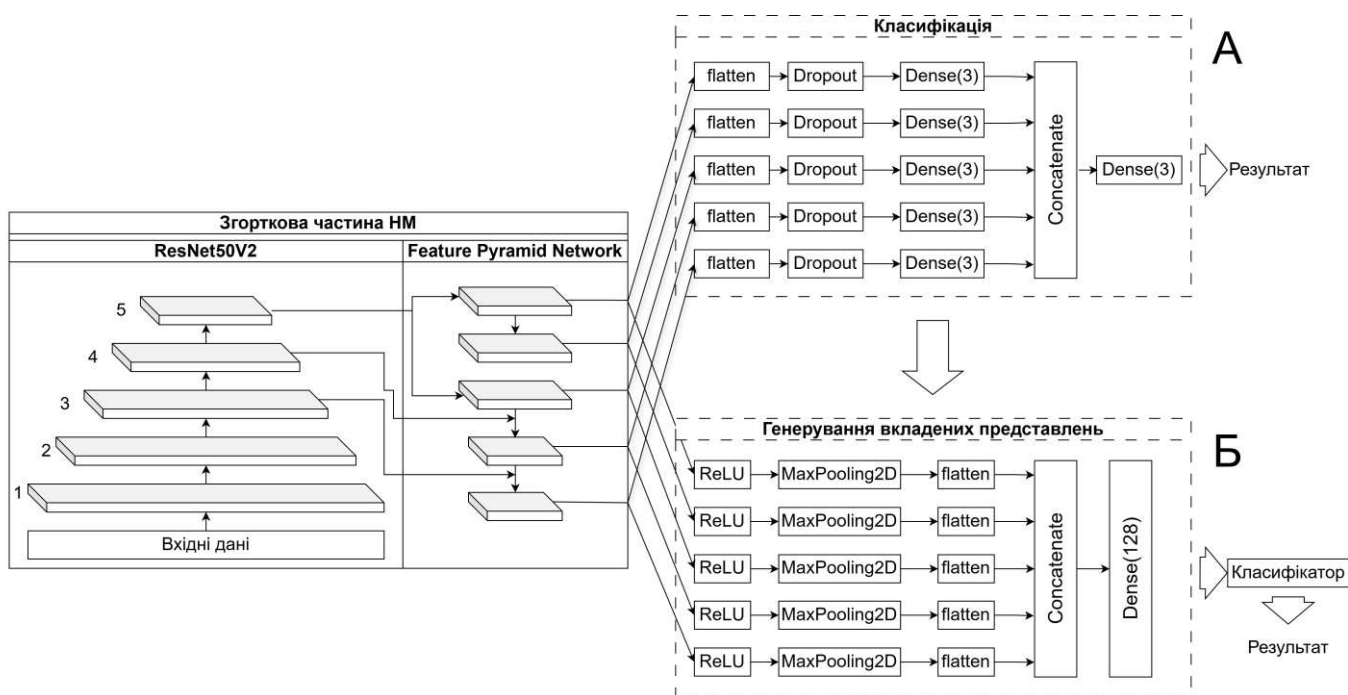 Класифікація
А
flatten
Dropout
Dense(3)
flatten
Dropout
Dense(3)
flatten
Dropout
Dense(3)
flatten
Dropout
Dense(3)
flatten
Dropout
Dense(3)
Concatenate
Dense(3)
Результат
Згорткова частина НМ
ResNet50V2
Feature Pyramid Network
5
4
3
2
1
Вхідні дані
Генерування вкладених представлень
Б
ReLU
MaxPooling2D
flatten
ReLU
MaxPooling2D
flatten
ReLU
MaxPooling2D
flatten
ReLU
MaxPooling2D
flatten
ReLU
MaxPooling2D
flatten
Concatenate
Dense(128)
Класифікатор
Результат